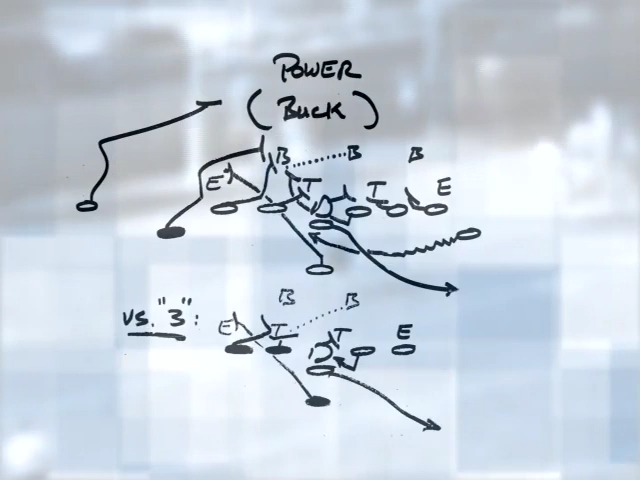 POWER
(BUCK)
B B B
E T T E
B B
VS. "3":
E T T E